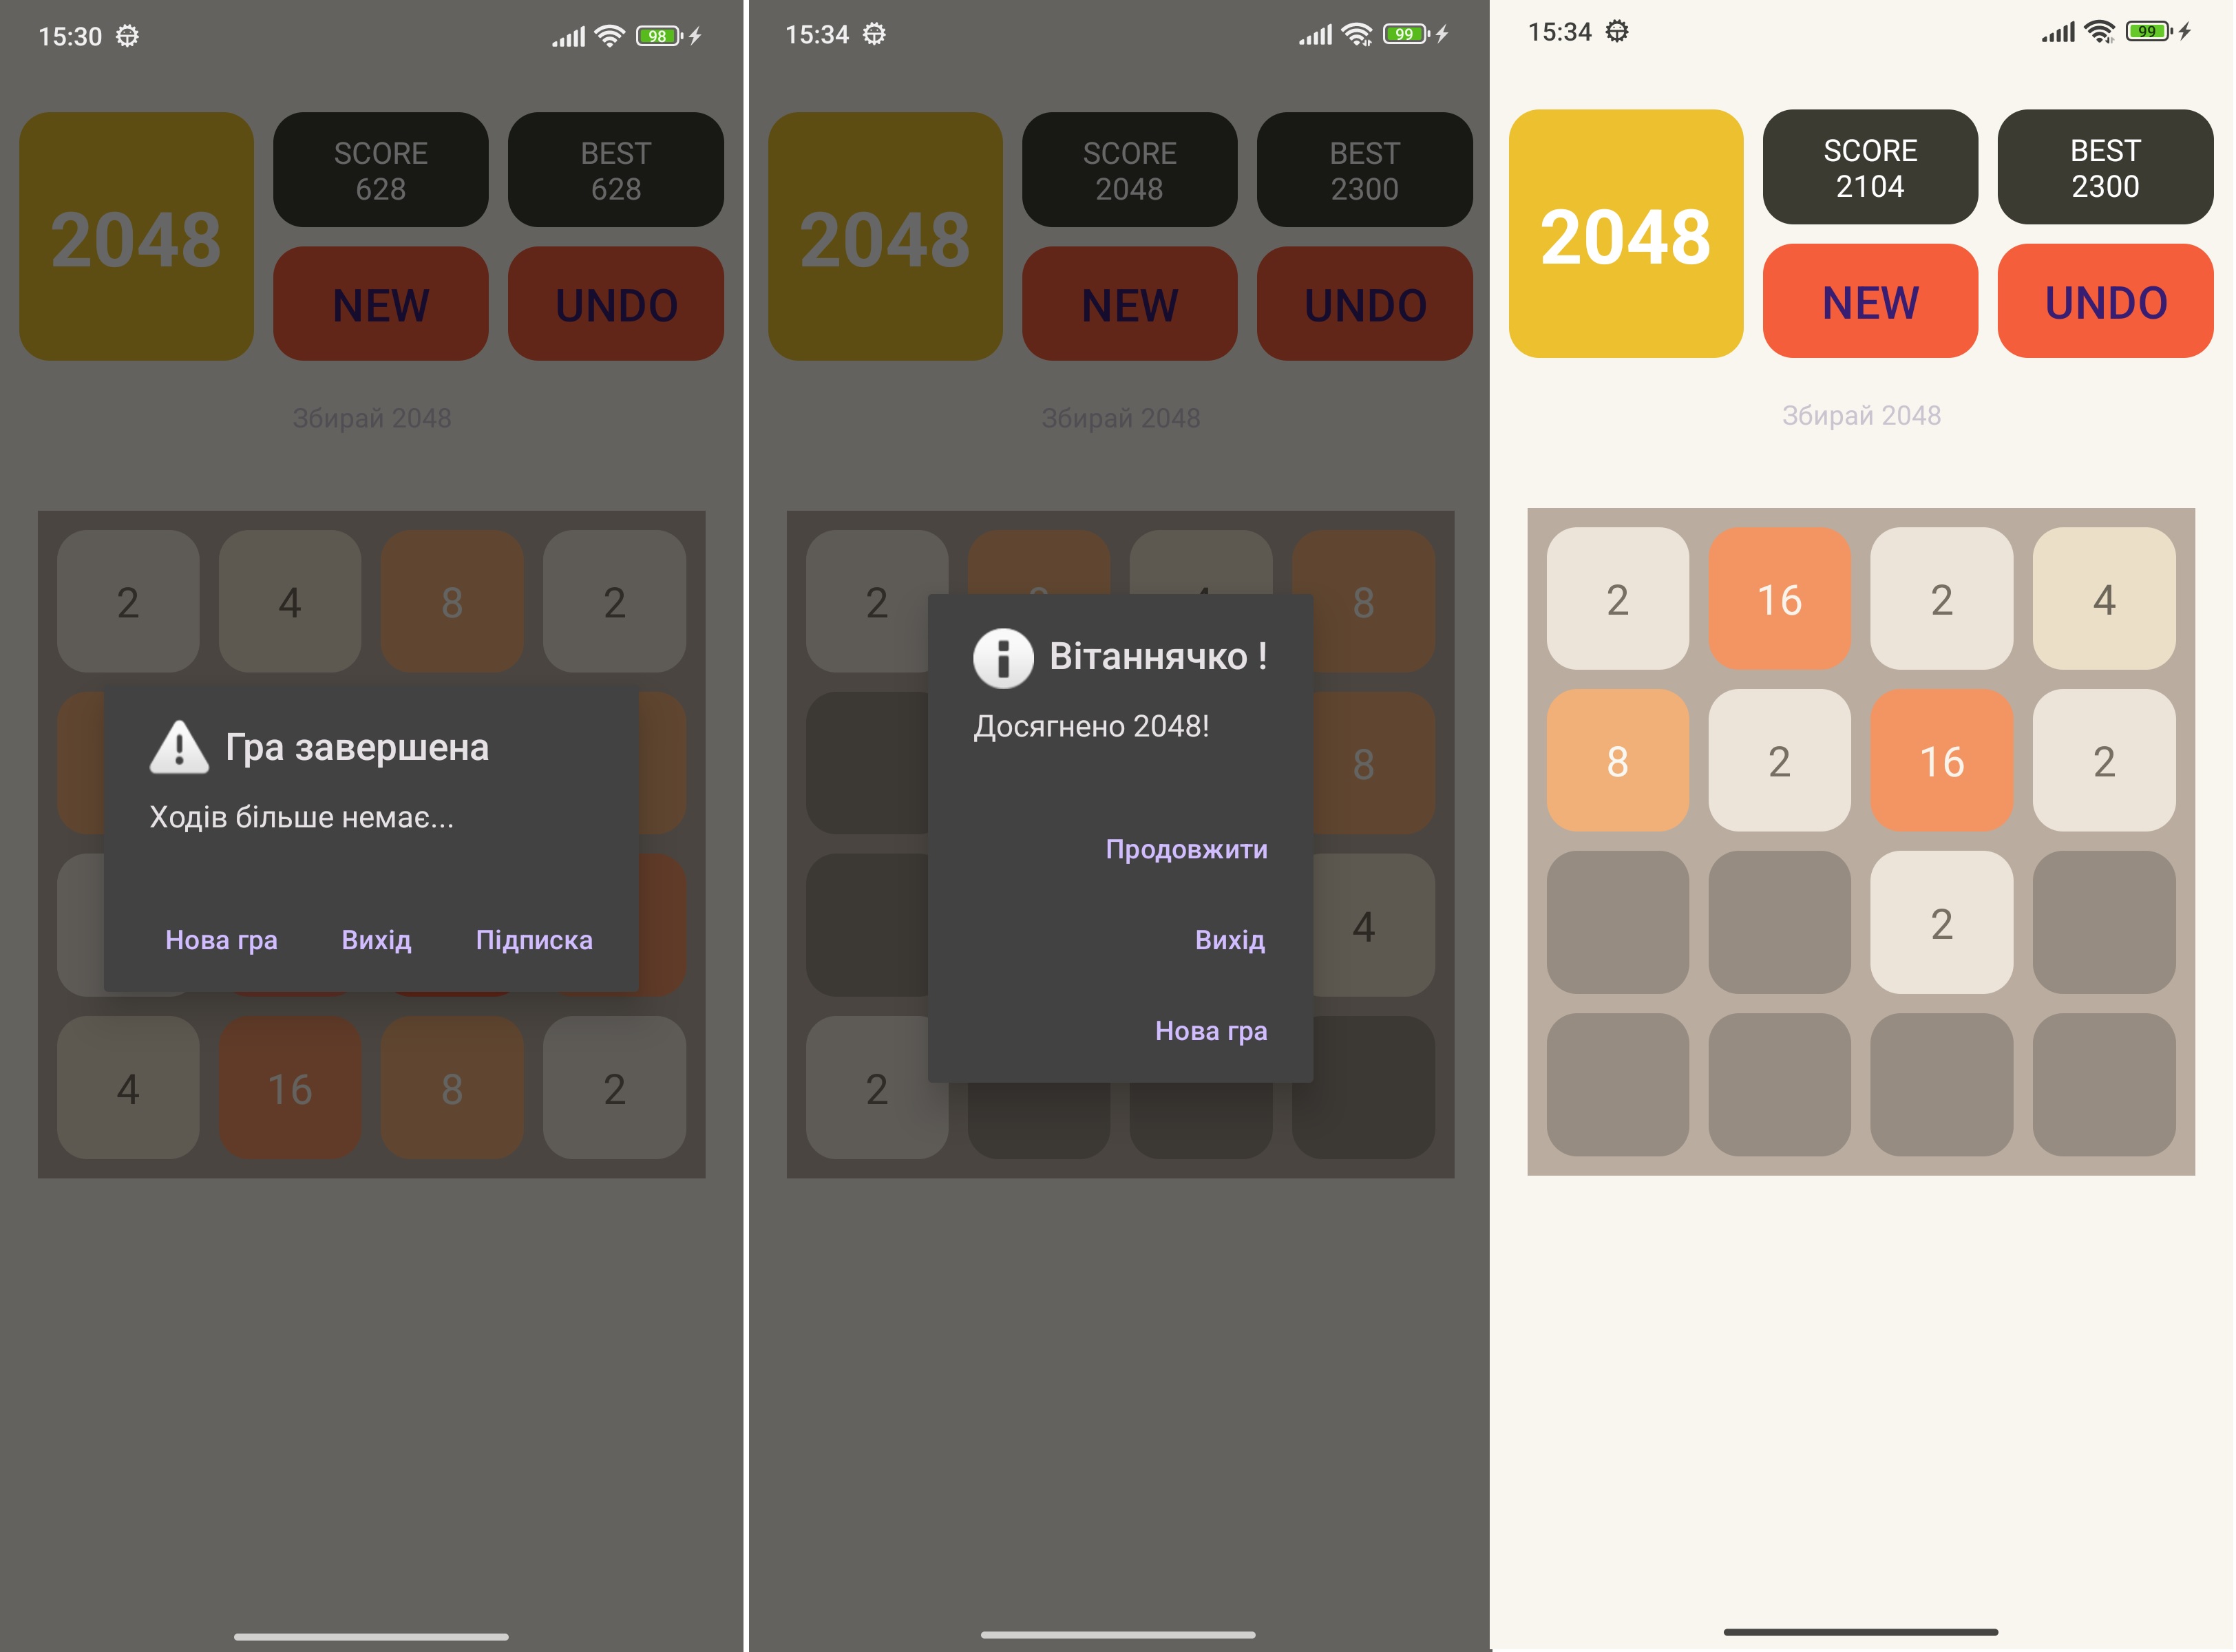 15:30
98
2048
SCORE
628
BEST
628
NEW
UNDO
Збирай 2048
2 4 8 2
Гра завершена
Ходів більше немає...
Нова гра Вихід Підписка
4 16 8 2
15:34
99
2048
SCORE
2048
BEST
2300
NEW
UNDO
Збирай 2048
2 8
Вітаннячко !
Досягнено 2048!
8
Продовжити
4
Вихід
Нова гра
2
15:34
99
2048
SCORE
2104
BEST
2300
NEW
UNDO
Збирай 2048
2 16 2 4
8 2 16 2
2